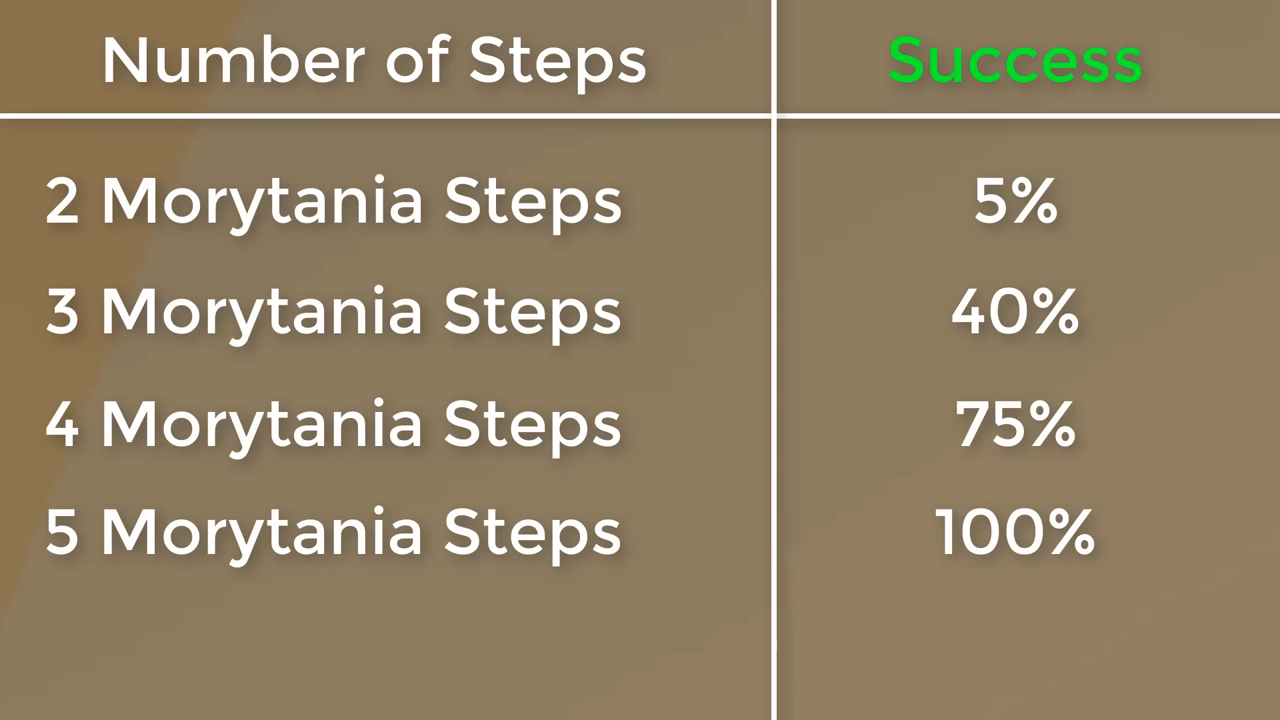 Number of Steps Success
2 Morytania Steps 5%
3 Morytania Steps 40%
4 Morytania Steps 75%
5 Morytania Steps 100%